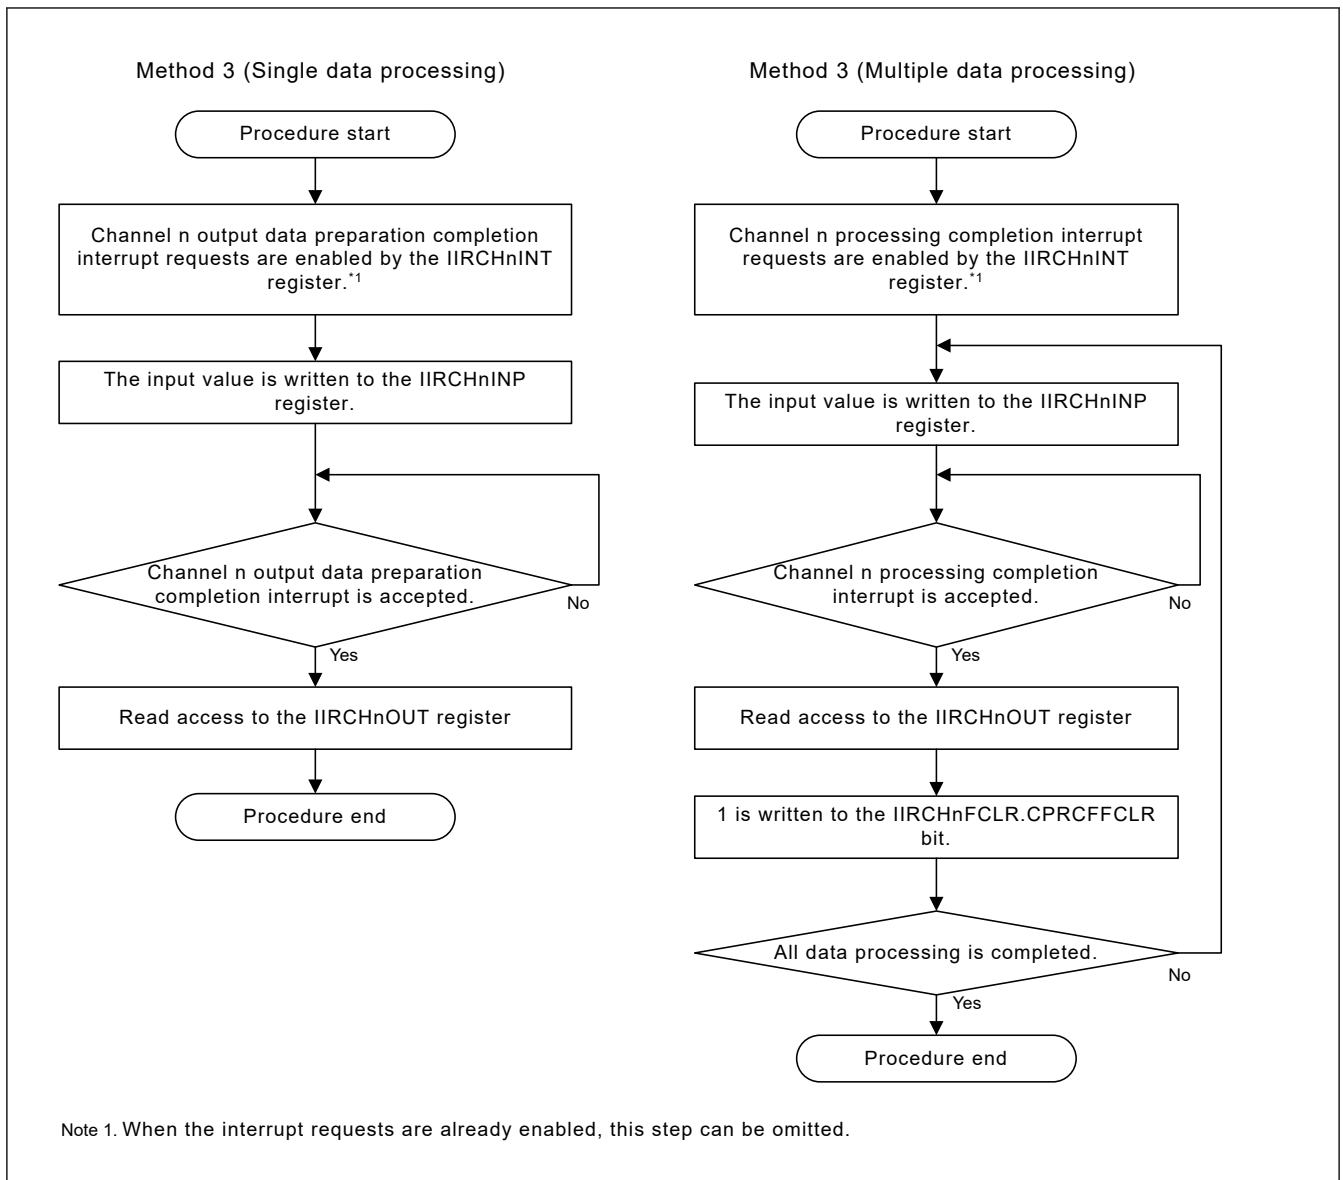 Method 3 (Single data processing)
Procedure start
Channel n output data preparation completion
interrupt requests are enabled by the IIRCHnINT
register.*1
The input value is written to the IIRCHnINP
register.
Channel n output data preparation
completion interrupt is accepted.
No
Yes
Read access to the IIRCHnOUT register
Procedure end
Method 3 (Multiple data processing)
Procedure start
Channel n processing completion interrupt
requests are enabled by the IIRCHnINT
register.*1
The input value is written to the IIRCHnINP
register.
Channel n processing completion
interrupt is accepted.
No
Yes
Read access to the IIRCHnOUT register
1 is written to the IIRCHnFCLR.CPRCFFCLR
bit.
All data processing is completed.
No
Yes
Procedure end
Note 1. When the interrupt requests are already enabled, this step can be omitted.